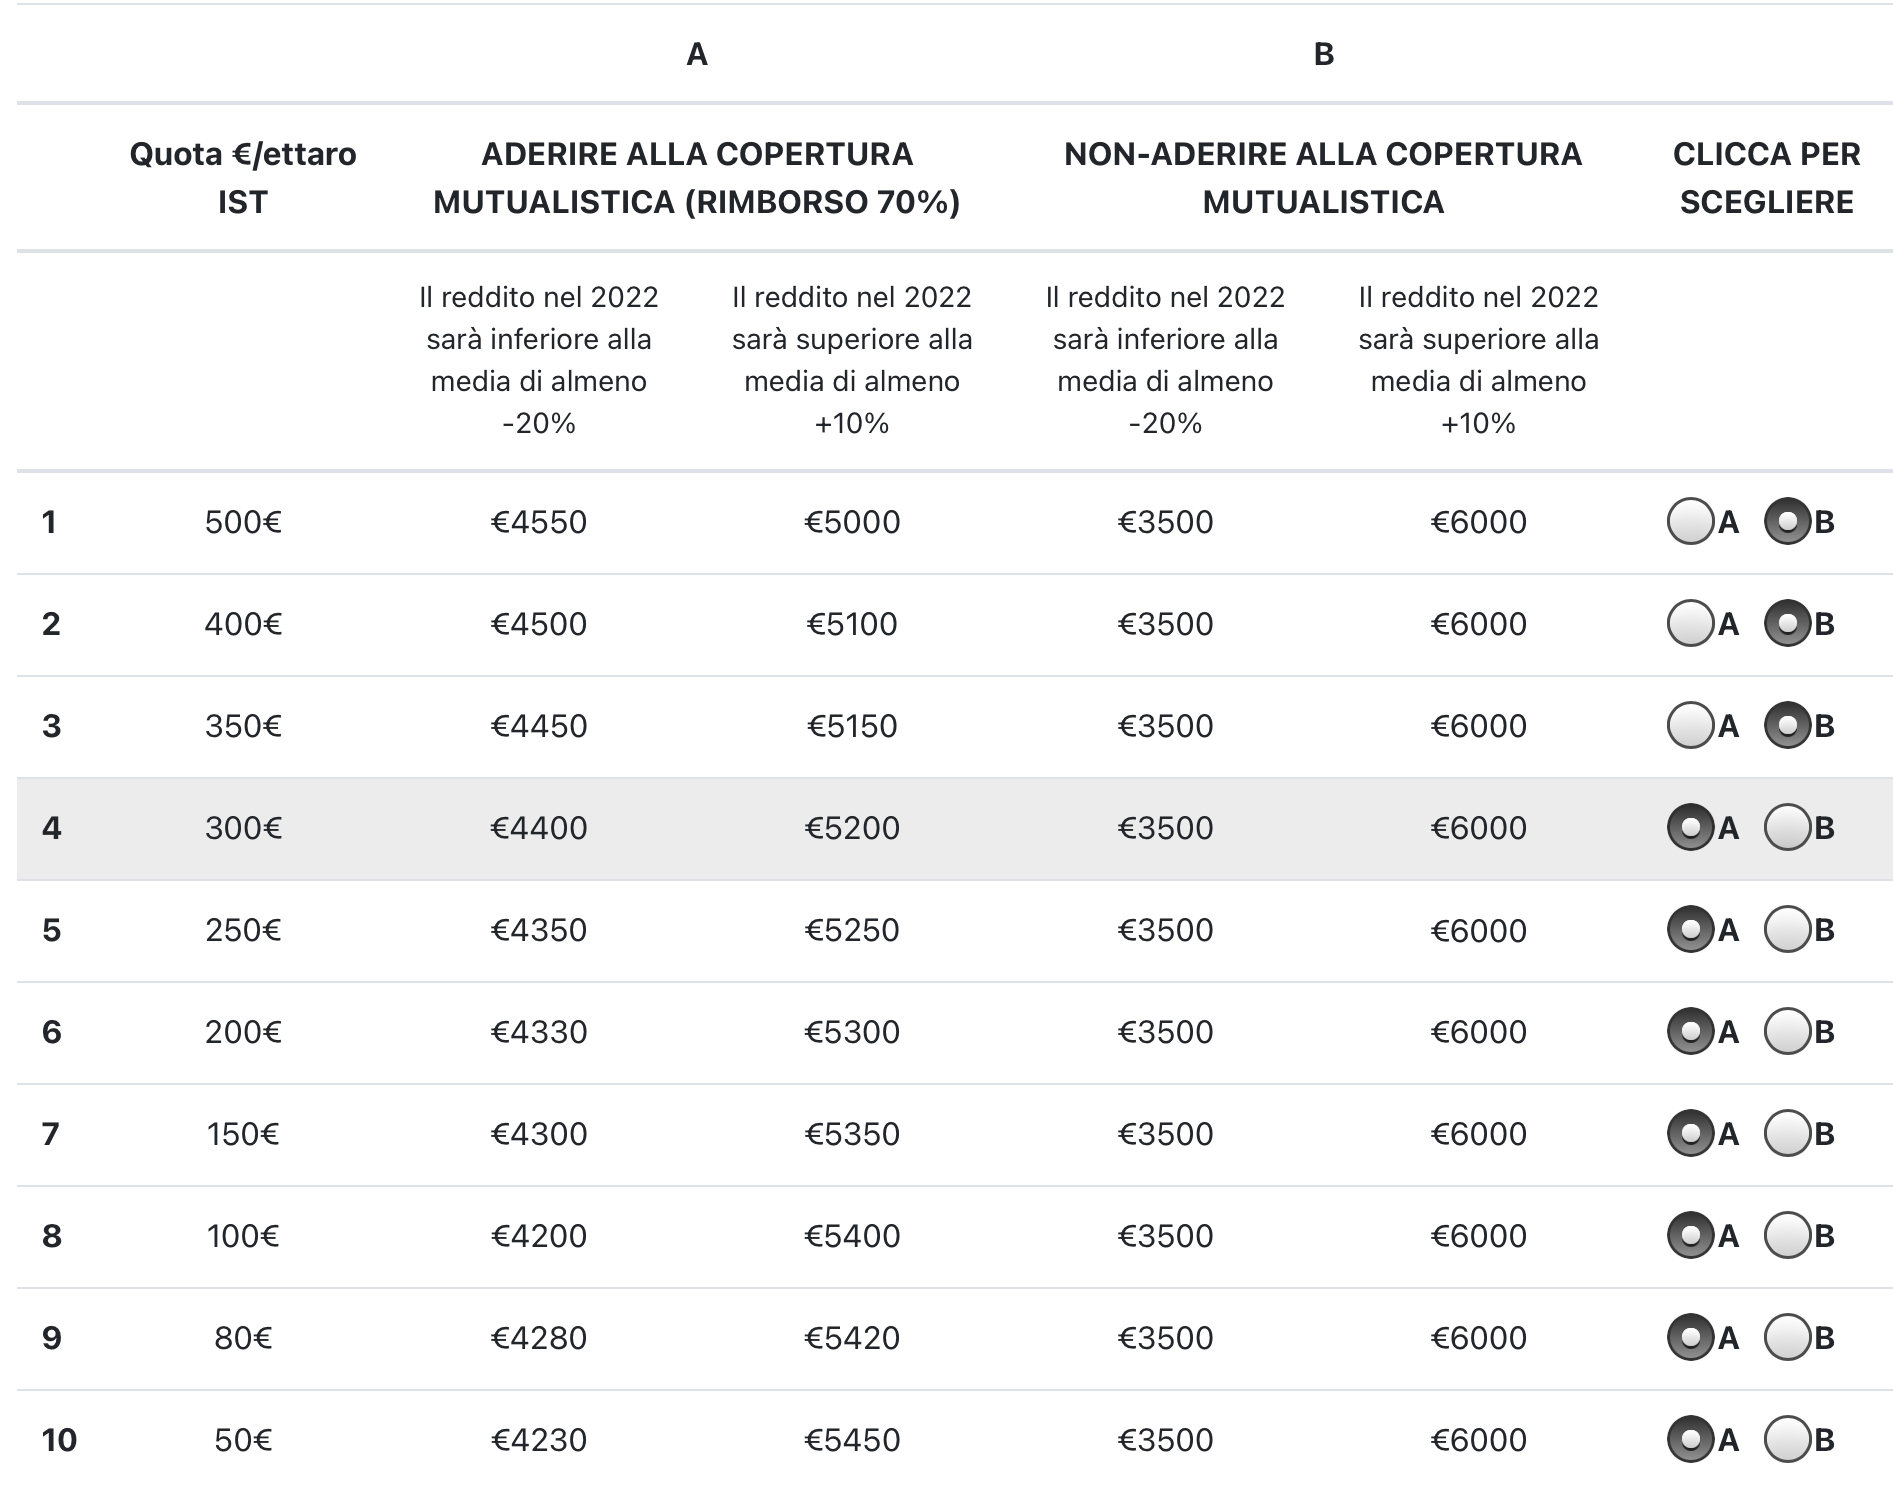 A B
Quota €/ettaro IST ADERIRE ALLA COPERTURA MUTUALISTICA (RIMBORSO 70%) NON-ADERIRE ALLA COPERTURA MUTUALISTICA CLICCA PER SCEGLIERE
Il reddito nel 2022 sarà inferiore alla media di almeno -20% Il reddito nel 2022 sarà superiore alla media di almeno +10% Il reddito nel 2022 sarà inferiore alla media di almeno -20% Il reddito nel 2022 sarà superiore alla media di almeno +10%
1 500€ €4550 €5000 €3500 €6000 A B
2 400€ €4500 €5100 €3500 €6000 A B
3 350€ €4450 €5150 €3500 €6000 A B
4 300€ €4400 €5200 €3500 €6000 A B
5 250€ €4350 €5250 €3500 €6000 A B
6 200€ €4330 €5300 €3500 €6000 A B
7 150€ €4300 €5350 €3500 €6000 A B
8 100€ €4200 €5400 €3500 €6000 A B
9 80€ €4280 €5420 €3500 €6000 A B
10 50€ €4230 €5450 €3500 €6000 A B